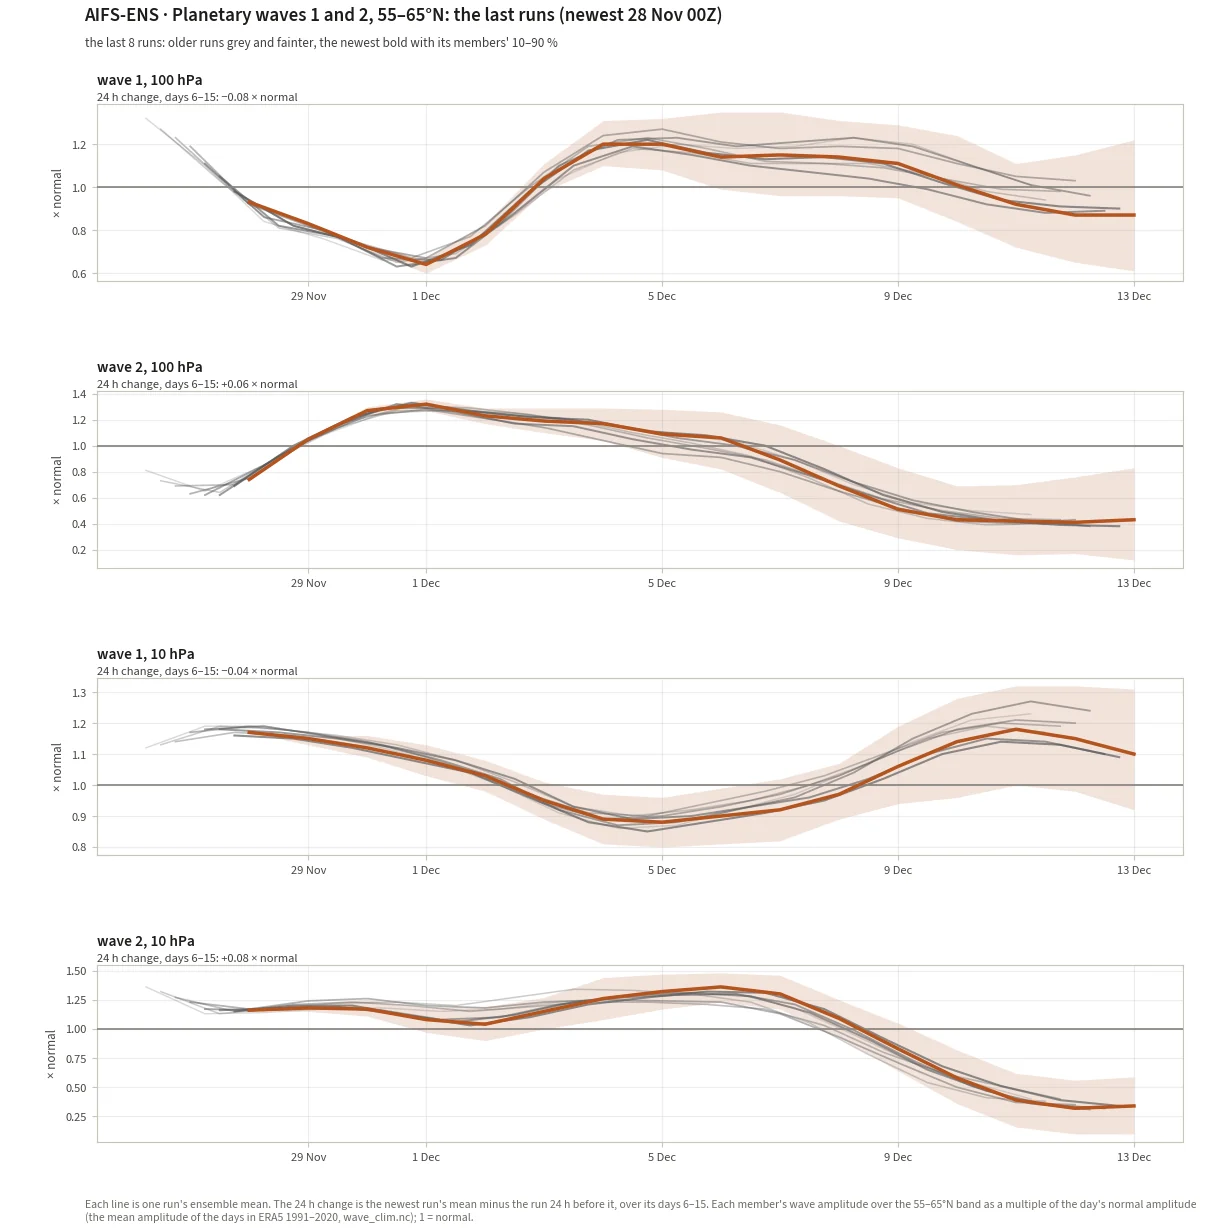 AIFS-ENS · Planetary waves 1 and 2, 55–65°N: the last runs (newest 28 Nov 00Z)
the last 8 runs: older runs grey and fainter, the newest bold with its members' 10–90 %
wave 1, 100 hPa
24 h change, days 6–15: −0.08 × normal
1.2
1.0
0.8
0.6
× normal
29 Nov
1 Dec
5 Dec
9 Dec
13 Dec
wave 2, 100 hPa
24 h change, days 6–15: +0.06 × normal
1.4
1.2
1.0
0.8
0.6
0.4
0.2
× normal
29 Nov
1 Dec
5 Dec
9 Dec
13 Dec
wave 1, 10 hPa
24 h change, days 6–15: −0.04 × normal
1.3
1.2
1.1
1.0
0.9
0.8
× normal
29 Nov
1 Dec
5 Dec
9 Dec
13 Dec
wave 2, 10 hPa
24 h change, days 6–15: +0.08 × normal
1.50
1.25
1.00
0.75
0.50
0.25
× normal
29 Nov
1 Dec
5 Dec
9 Dec
13 Dec
Each line is one run's ensemble mean. The 24 h change is the newest run's mean minus the run 24 h before it, over its days 6–15. Each member's wave amplitude over the 55–65°N band as a multiple of the day's normal amplitude
(the mean amplitude of the days in ERA5 1991–2020, wave_clim.nc); 1 = normal.